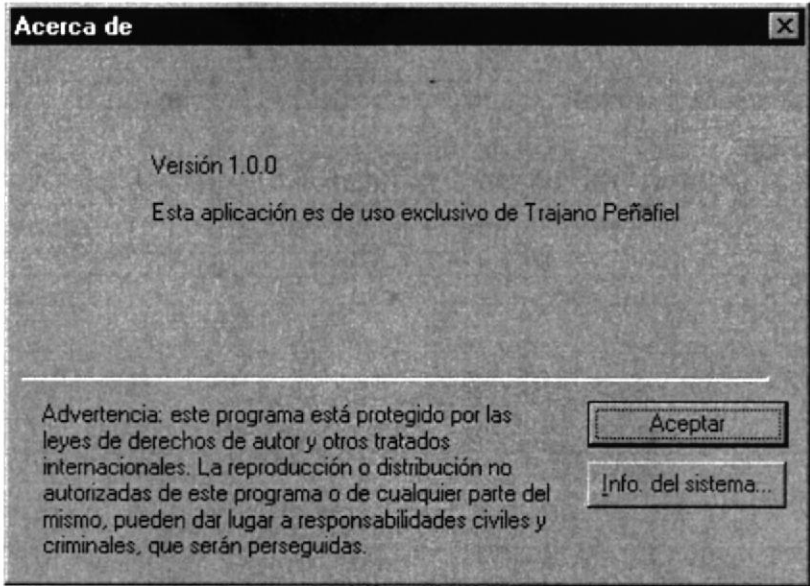 Acerca de
Versión 1.0.0
Esta aplicación es de uso exclusivo de Trajano Peñafiel
Advertencia: este programa está protegido por las
leyes de derechos de autor y otros tratados
internacionales. La reproducción o distribución no
autorizadas de este programa o de cualquier parte del
mismo, pueden dar lugar a responsabilidades civiles y
criminales, que serán perseguidas.
Aceptar
Info. del sistema...